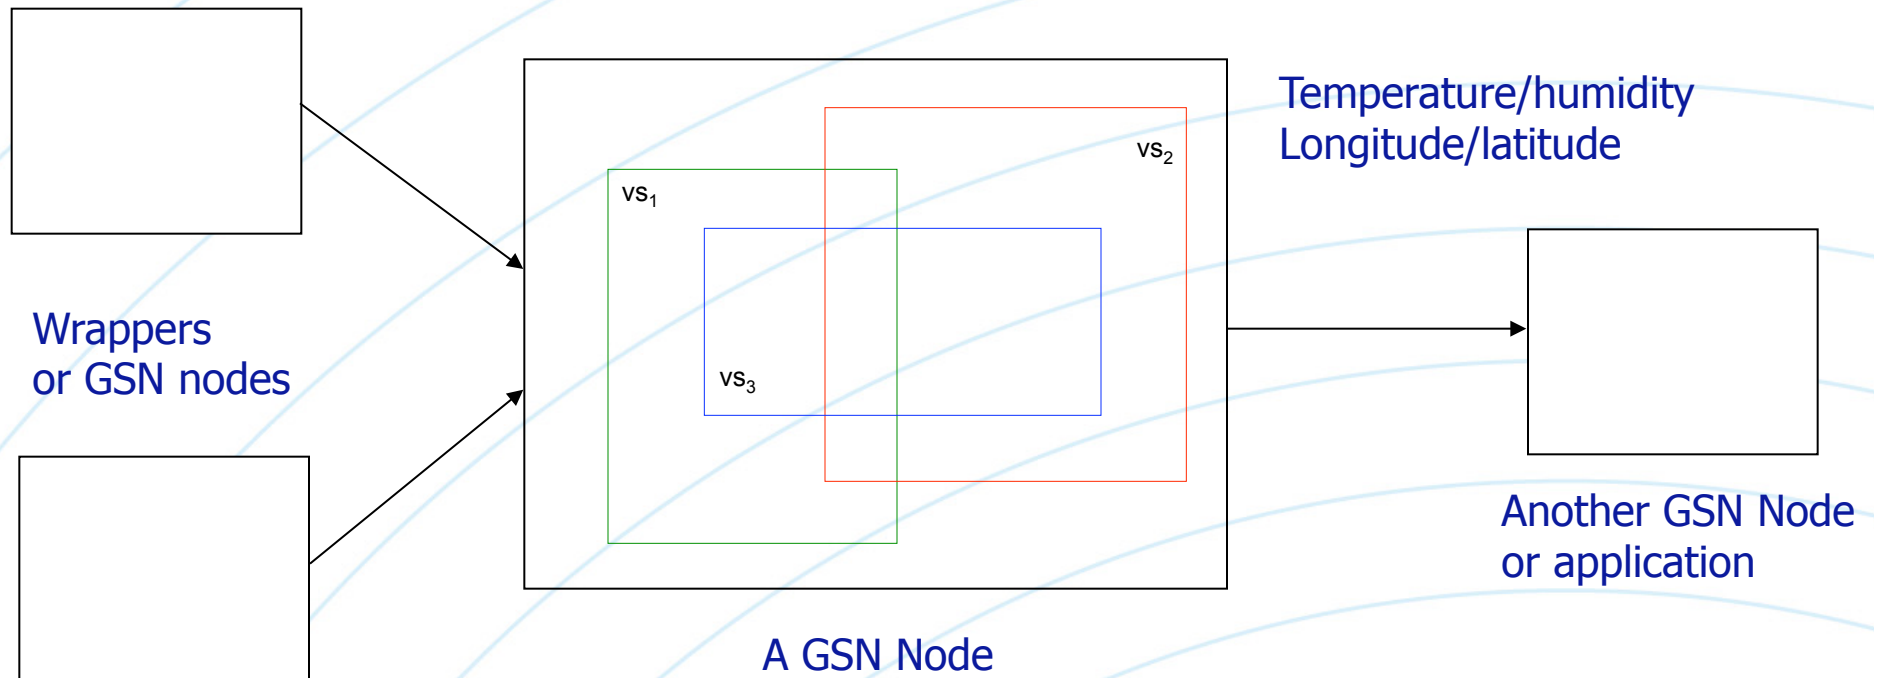 Temperature/humidity
Longitude/latitude
vs₂
vs₁
Wrappers
or GSN nodes
vs₃
Another GSN Node
or application
A GSN Node